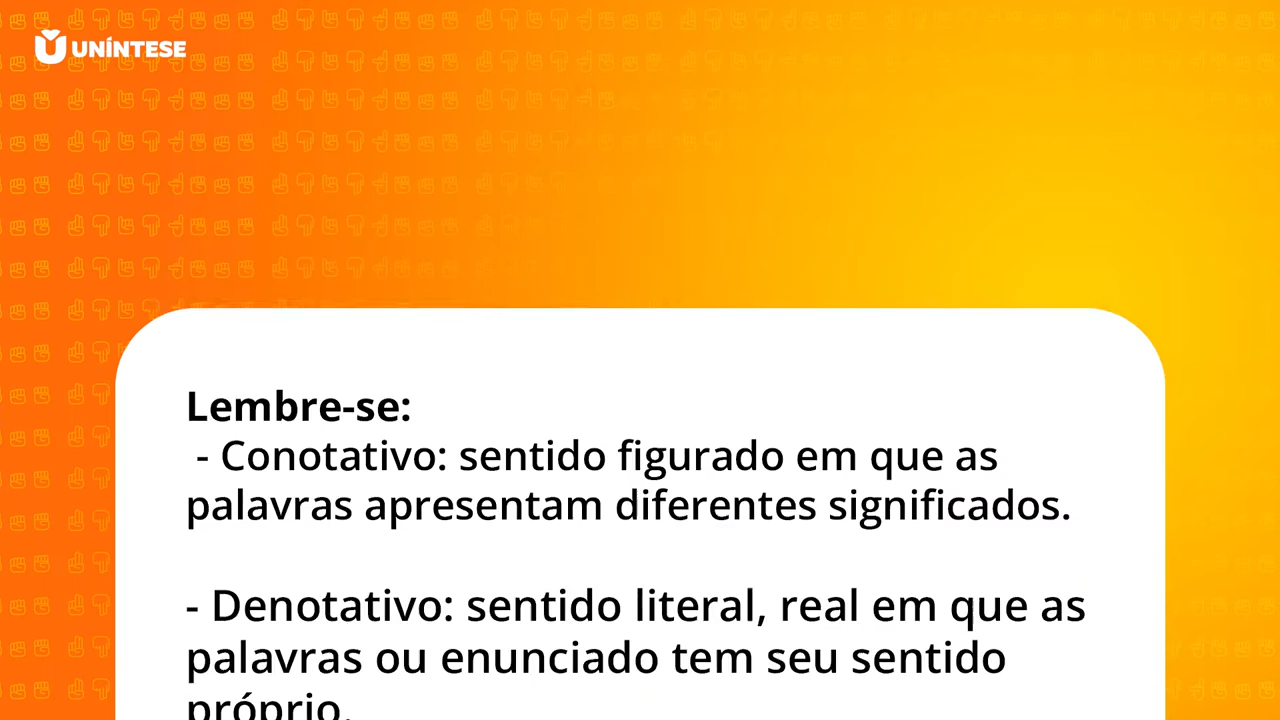 UNÍNTESE
Lembre-se:
- Conotativo: sentido figurado em que as
palavras apresentam diferentes significados.
- Denotativo: sentido literal, real em que as
palavras ou enunciado tem seu sentido
próprio.